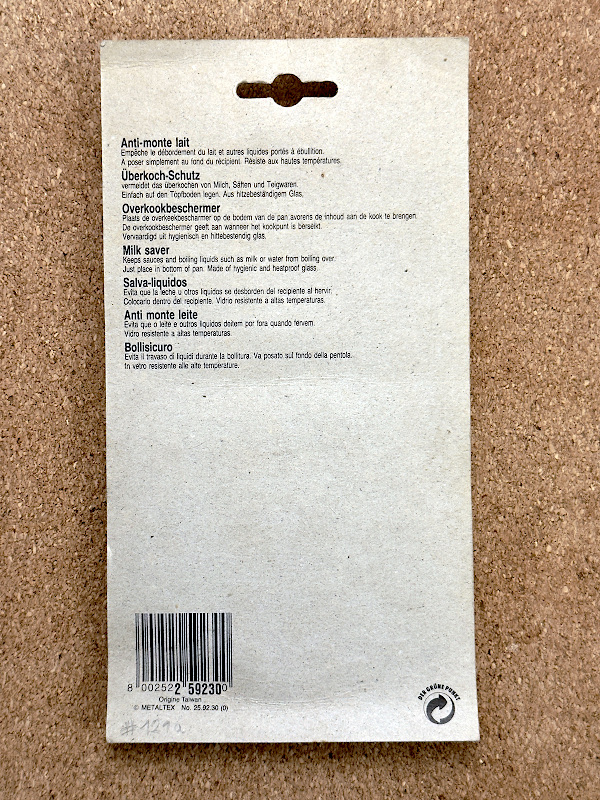 Anti-monte lait
Empêche le débordement du lait et autres liquides portés à ébullition.
A poser simplement au fond du récipient. Résiste aux hautes températures.
Überkoch-Schutz
vermeidet das überkochen von Milch, Säften und Teigwaren.
Einfach auf den Topfboden legen. Aus hitzebeständigem Glas.
Overkookbeschermer
Plaats de overkeekbescharmer op de bodem van de pan avorens de inhoud aan de kook te brengen.
De overkookbeschermer geeft aan wanneer het kookpunt is berseikt.
Vervaardigd uit hygienisch en hittebestendig glas.
Milk saver
Keeps sauces and boiling liquids such as milk or water from boiling over.
Just place in bottom of pan. Made of hygienic and heatproof glass.
Salva-liquidos
Evita que la leche u otros liquidos se desborden del recipiente al hervir.
Colocarlo dentro del recipiente. Vidrio resistente a altas temperaturas.
Anti monte leite
Evita que o leite e outros liquidos deitem por fora quando fervem.
Vidro resistente a altas temperaturas.
Bollisicuro
Evita il travaso di liquidi durante la bollitura. Va posato sul fondo della pentola.
In vetro resistente alle alte temperature.
8 00252 2 59230 0
Origine Taiwan
© METALTEX No. 25.92.30 (0)
DER GRÜNE PUNKT